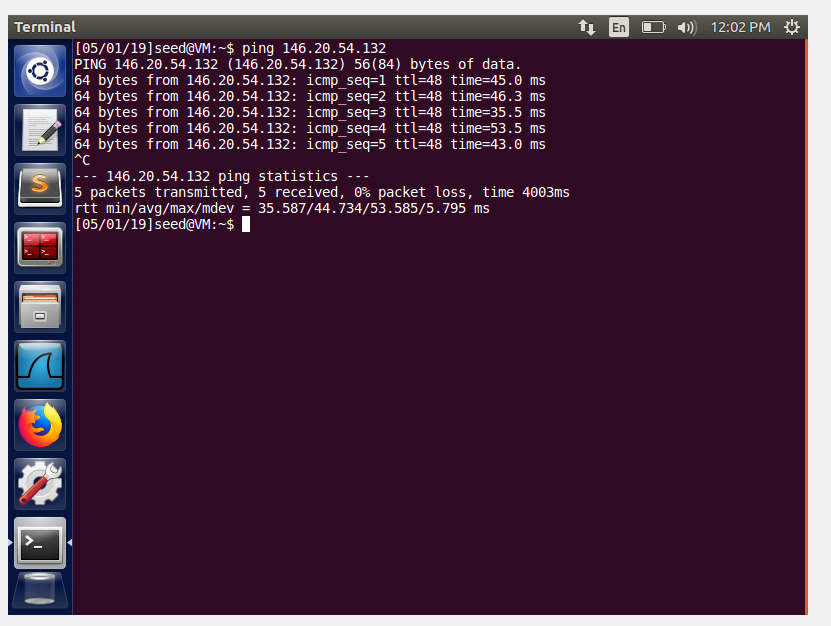 Terminal
En
12:02 PM
[05/01/19]seed@VM:~$ ping 146.20.54.132
PING 146.20.54.132 (146.20.54.132) 56(84) bytes of data.
64 bytes from 146.20.54.132: icmp_seq=1 ttl=48 time=45.0 ms
64 bytes from 146.20.54.132: icmp_seq=2 ttl=48 time=46.3 ms
64 bytes from 146.20.54.132: icmp_seq=3 ttl=48 time=35.5 ms
64 bytes from 146.20.54.132: icmp_seq=4 ttl=48 time=53.5 ms
64 bytes from 146.20.54.132: icmp_seq=5 ttl=48 time=43.0 ms
^C
--- 146.20.54.132 ping statistics ---
5 packets transmitted, 5 received, 0% packet loss, time 4003ms
rtt min/avg/max/mdev = 35.587/44.734/53.585/5.795 ms
[05/01/19]seed@VM:~$